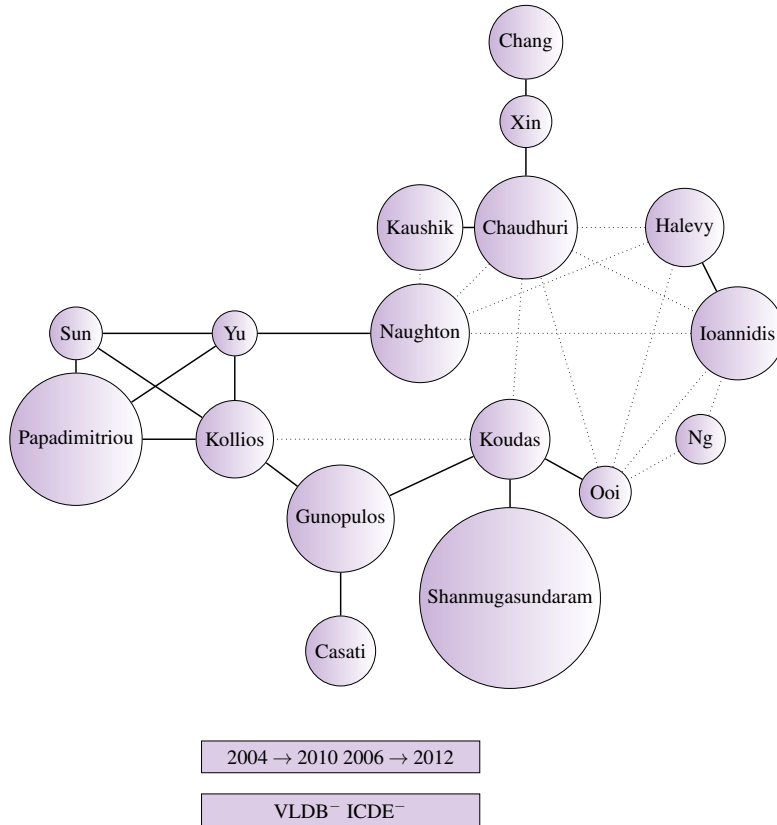 Chang
Xin
Kaushik
Chaudhuri
Halevy
Sun
Yu
Naughton
Ioannidis
Papadimitriou
Kollios
Koudas
Ng
Ooi
Gunopulos
Shanmugasundaram
Casati
2004 → 2010 2006 → 2012
VLDB⁻ ICDE⁻